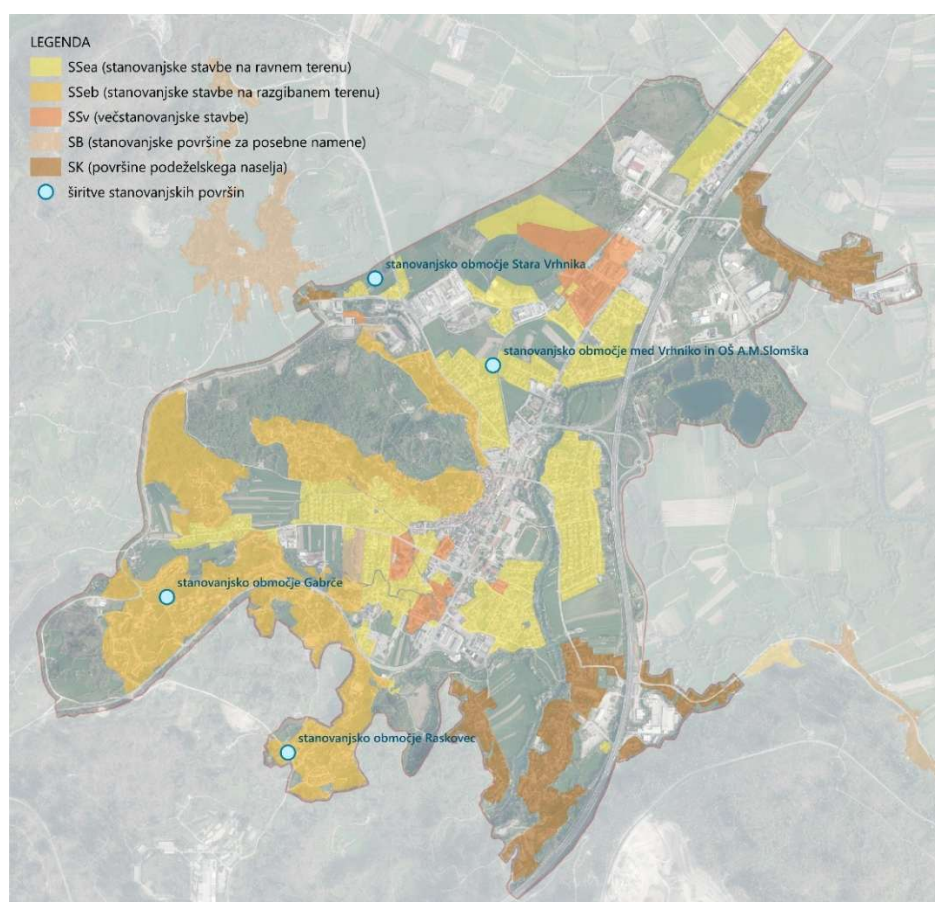 LEGENDA
SSea (stanovanjske stavbe na ravnem terenu)
SSeb (stanovanjske stavbe na razgibanem terenu)
SSv (večstanovanjske stavbe)
SB (stanovanjske površine za posebne namene)
SK (površine podeželskega naselja)
širitve stanovanjskih površin
stanovanjsko območje Stara Vrhnika
stanovanjsko območje med Vrhniko in OŠ A.M.Slomška
stanovanjsko območje Gabrče
stanovanjsko območje Raskovec